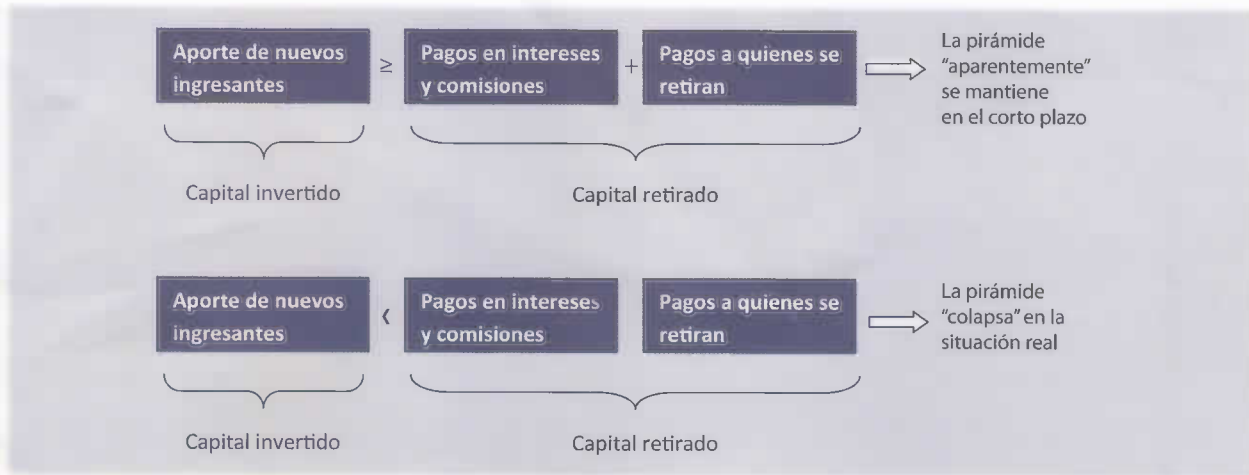 Aporte de nuevos
ingresantes
≥
Pagos en intereses
y comisiones
+
Pagos a quienes se
retiran
La pirámide
"aparentemente"
se mantiene
en el corto plazo
Capital invertido
Capital retirado
Aporte de nuevos
ingresantes
<
Pagos en intereses
y comisiones
Pagos a quienes se
retiran
La pirámide
"colapsa" en la
situación real
Capital invertido
Capital retirado